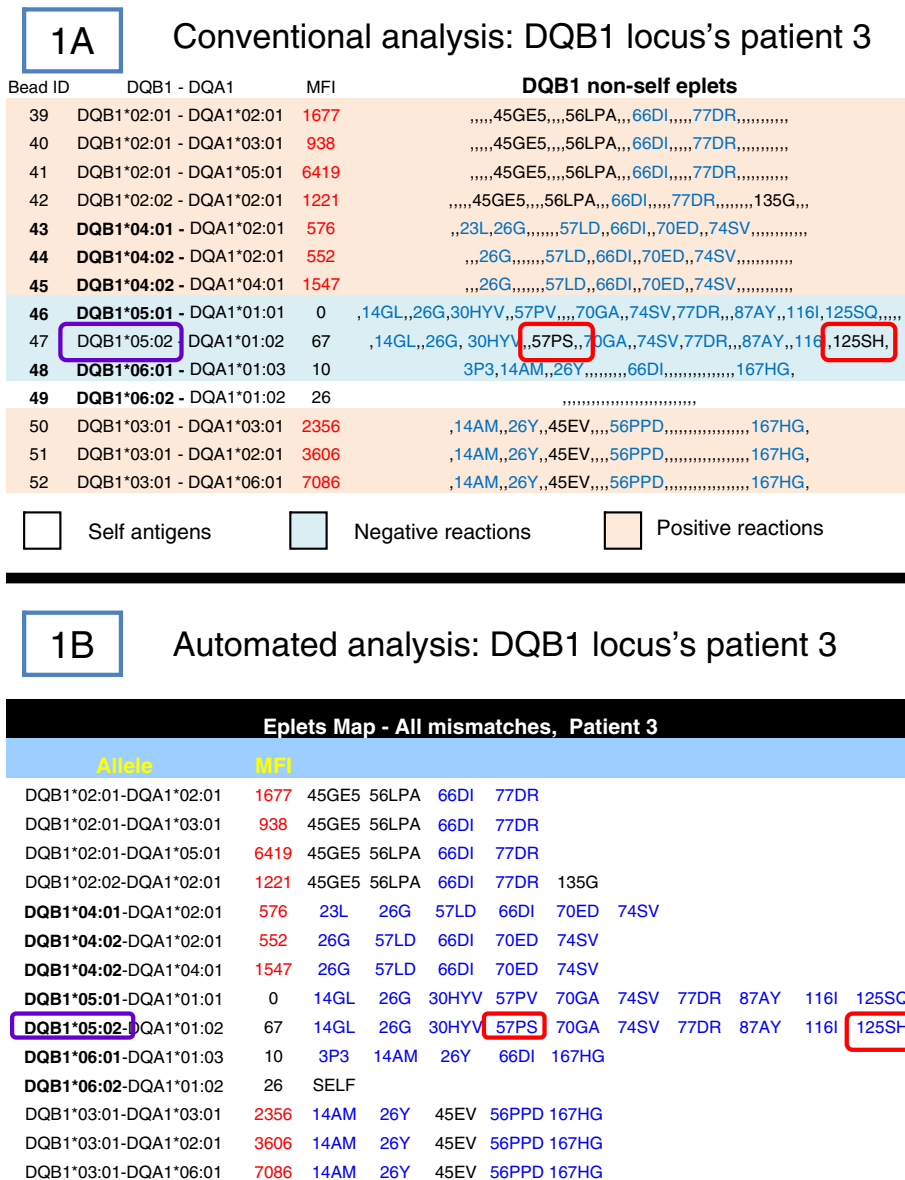 1A Conventional analysis: DQB1 locus's patient 3
Bead ID DQB1 - DQA1 MFI DQB1 non-self eplets
39 DQB1*02:01 - DQA1*02:01 1677 ,,,,,45GE5,,,,56LPA,,,66DI,,,,,77DR,,,,,,,,,,,
40 DQB1*02:01 - DQA1*03:01 938 ,,,,,45GE5,,,,56LPA,,,66DI,,,,,77DR,,,,,,,,,,,
41 DQB1*02:01 - DQA1*05:01 6419 ,,,,,45GE5,,,,56LPA,,,66DI,,,,,77DR,,,,,,,,,,,
42 DQB1*02:02 - DQA1*02:01 1221 ,,,,,45GE5,,,,56LPA,,,66DI,,,,,77DR,,,,,,,,135G,,,
43 DQB1*04:01 - DQA1*02:01 576 ,,23L,26G,,,,,,,57LD,,66DI,,70ED,,74SV,,,,,,,,,,,,
44 DQB1*04:02 - DQA1*02:01 552 ,,,26G,,,,,,,57LD,,66DI,,70ED,,74SV,,,,,,,,,,,,
45 DQB1*04:02 - DQA1*04:01 1547 ,,,26G,,,,,,,57LD,,66DI,,70ED,,74SV,,,,,,,,,,,,
46 DQB1*05:01 - DQA1*01:01 0 ,14GL,,26G,30HYV,,57PV,,,,70GA,,74SV,77DR,,,87AY,,116I,125SQ,,,,,
47 DQB1*05:02 - DQA1*01:02 67 ,14GL,,26G, 30HYV,,57PS,,70GA,,74SV,77DR,,,87AY,,116I,125SH,
48 DQB1*06:01 - DQA1*01:03 10 3P3,14AM,,26Y,,,,,,,,,66DI,,,,,,,,,,,,,,,,,167HG,
49 DQB1*06:02 - DQA1*01:02 26 ,,,,,,,,,,,,,,,,,,,,,,,,,,,,
50 DQB1*03:01 - DQA1*03:01 2356 ,14AM,,26Y,,45EV,,,,56PPD,,,,,,,,,,,,,,,,,,167HG,
51 DQB1*03:01 - DQA1*02:01 3606 ,14AM,,26Y,,45EV,,,,56PPD,,,,,,,,,,,,,,,,,,167HG,
52 DQB1*03:01 - DQA1*06:01 7086 ,14AM,,26Y,,45EV,,,,56PPD,,,,,,,,,,,,,,,,,,167HG,
Self antigens Negative reactions Positive reactions
1B Automated analysis: DQB1 locus's patient 3
Eplets Map - All mismatches, Patient 3
Allele MFI
DQB1*02:01-DQA1*02:01 1677 45GE5 56LPA 66DI 77DR
DQB1*02:01-DQA1*03:01 938 45GE5 56LPA 66DI 77DR
DQB1*02:01-DQA1*05:01 6419 45GE5 56LPA 66DI 77DR
DQB1*02:02-DQA1*02:01 1221 45GE5 56LPA 66DI 77DR 135G
DQB1*04:01-DQA1*02:01 576 23L 26G 57LD 66DI 70ED 74SV
DQB1*04:02-DQA1*02:01 552 26G 57LD 66DI 70ED 74SV
DQB1*04:02-DQA1*04:01 1547 26G 57LD 66DI 70ED 74SV
DQB1*05:01-DQA1*01:01 0 14GL 26G 30HYV 57PV 70GA 74SV 77DR 87AY 116I 125SQ
DQB1*05:02-DQA1*01:02 67 14GL 26G 30HYV 57PS 70GA 74SV 77DR 87AY 116I 125SH
DQB1*06:01-DQA1*01:03 10 3P3 14AM 26Y 66DI 167HG
DQB1*06:02-DQA1*01:02 26 SELF
DQB1*03:01-DQA1*03:01 2356 14AM 26Y 45EV 56PPD 167HG
DQB1*03:01-DQA1*02:01 3606 14AM 26Y 45EV 56PPD 167HG
DQB1*03:01-DQA1*06:01 7086 14AM 26Y 45EV 56PPD 167HG